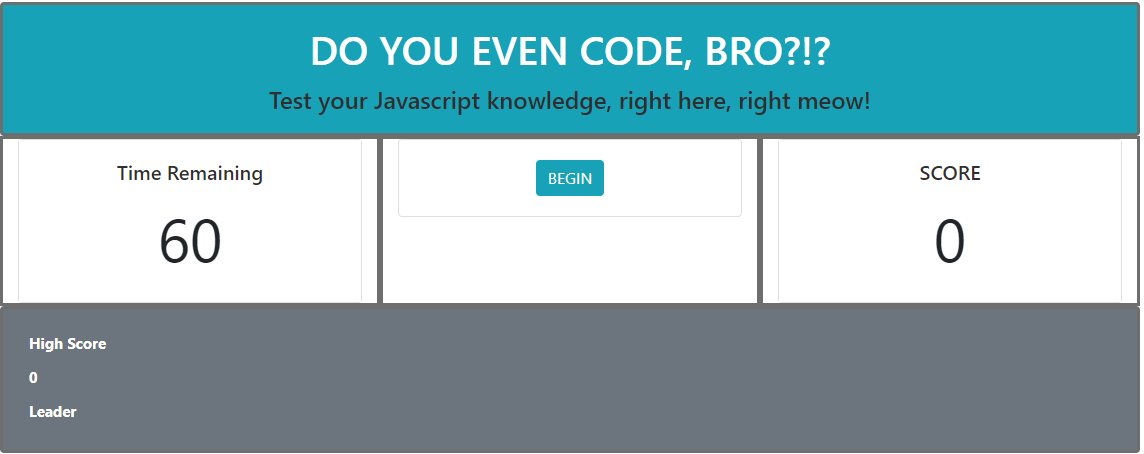 DO YOU EVEN CODE, BRO?!?
Test your Javascript knowledge, right here, right meow!
Time Remaining
60
BEGIN
SCORE
0
High Score
0
Leader